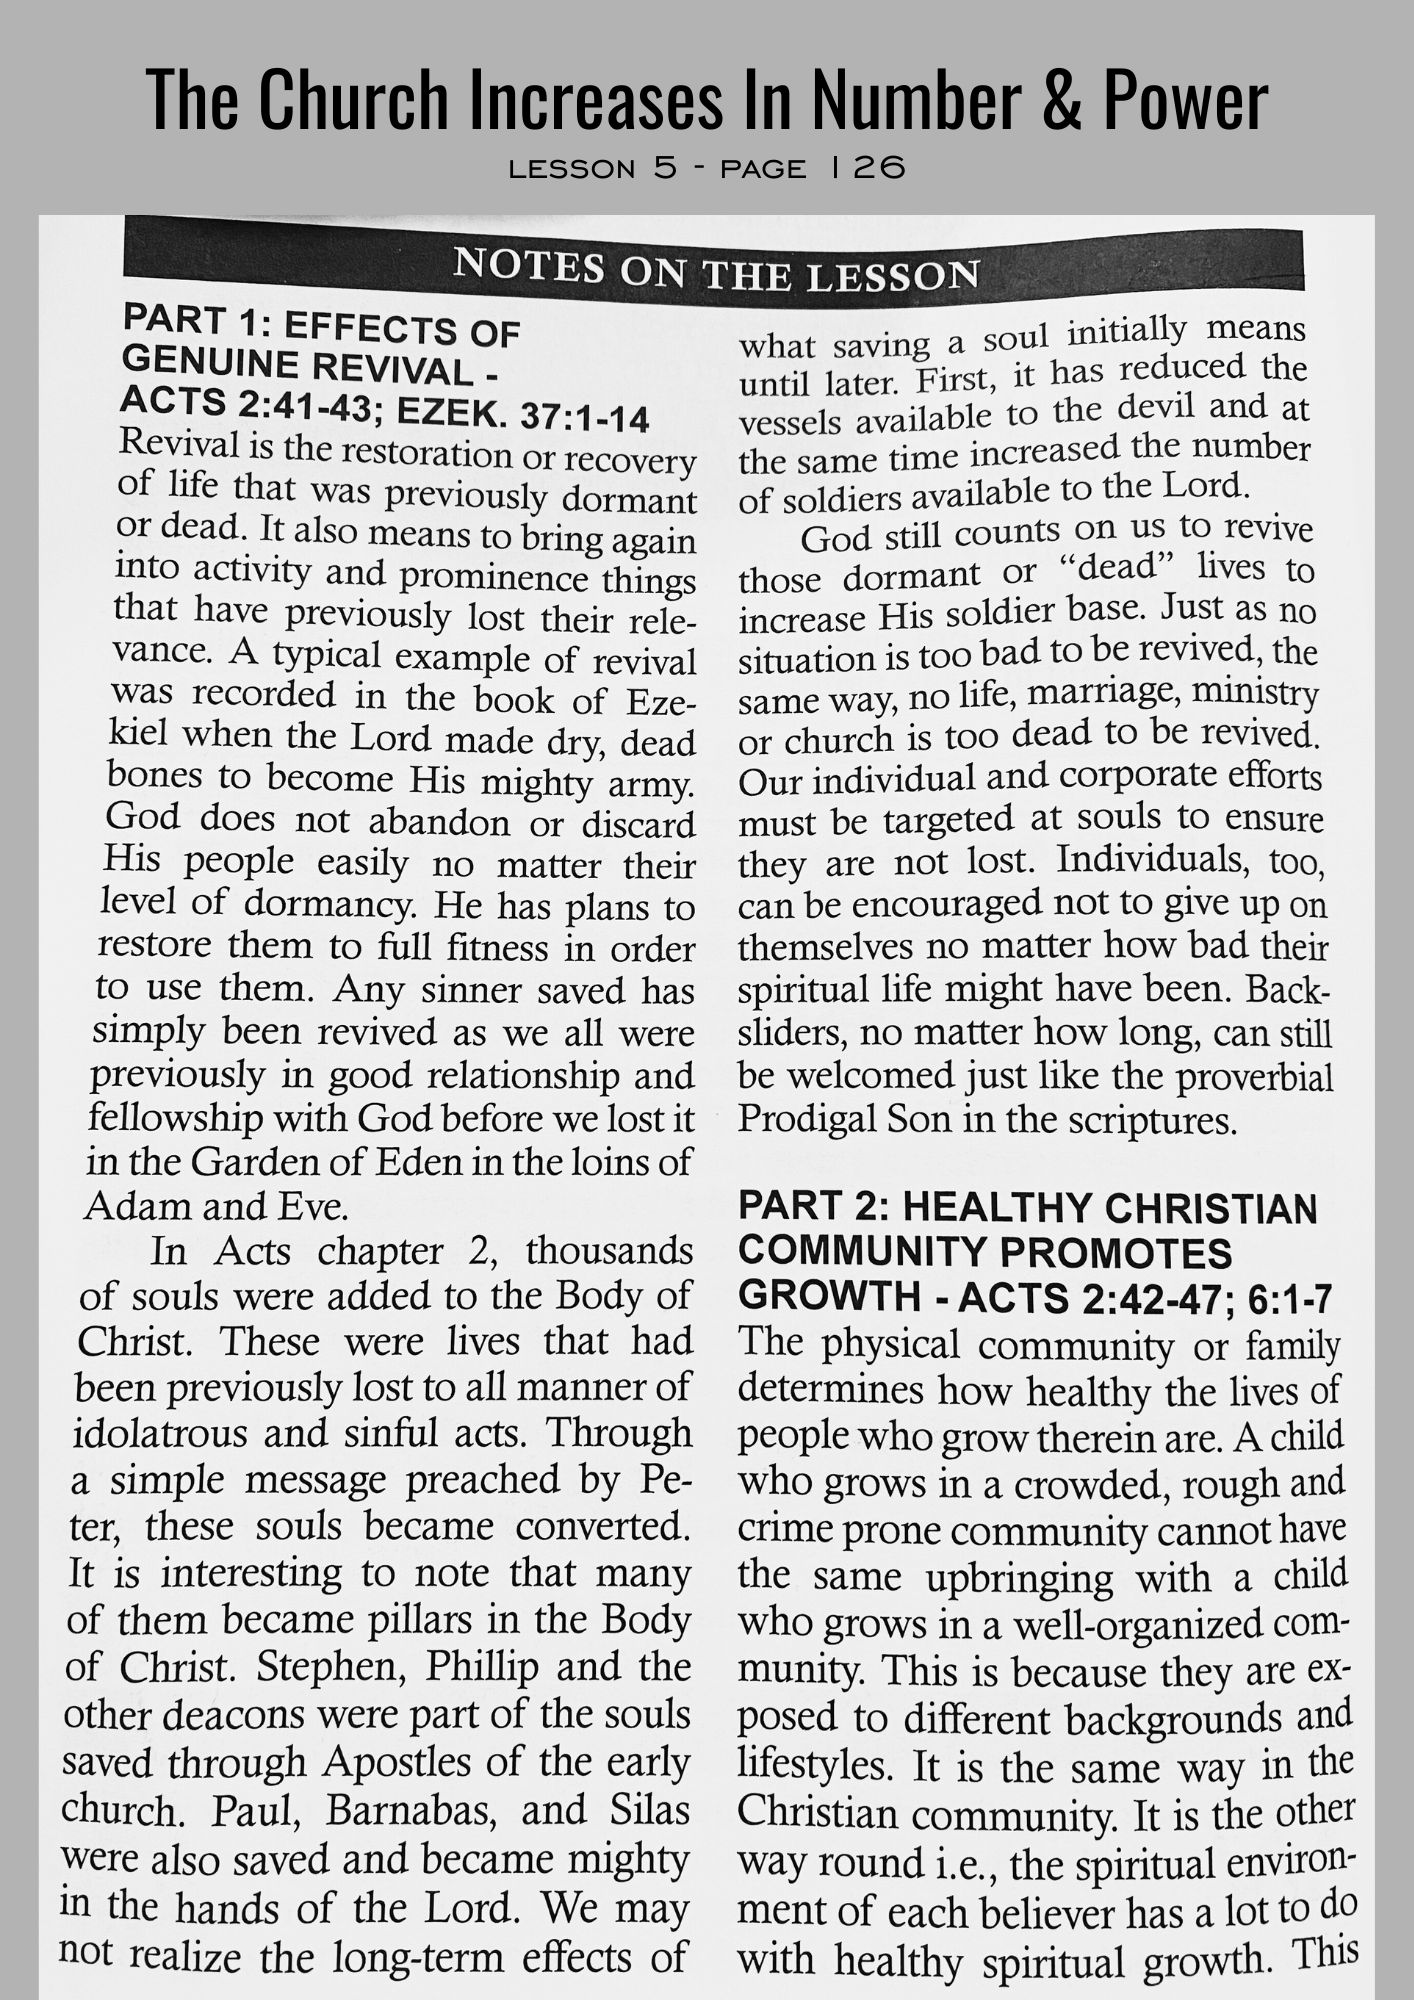 The Church Increases In Number & Power
LESSON 5 - PAGE 126
NOTES ON THE LESSON
PART 1: EFFECTS OF
GENUINE REVIVAL -
ACTS 2:41-43; EZEK. 37:1-14
Revival is the restoration or recovery
of life that was previously dormant
or dead. It also means to bring again
into activity and prominence things
that have previously lost their rele-
vance. A typical example of revival
was recorded in the book of Eze-
kiel when the Lord made dry, dead
bones to become His mighty army.
God does not abandon or discard
His people easily no matter their
level of dormancy. He has plans to
restore them to full fitness in order
to use them. Any sinner saved has
simply been revived as we all were
previously in good relationship and
fellowship with God before we lost it
in the Garden of Eden in the loins of
Adam and Eve.
In Acts chapter 2, thousands
of souls were added to the Body of
Christ. These were lives that had
been previously lost to all manner of
idolatrous and sinful acts. Through
a simple message preached by Pe-
ter, these souls became converted.
It is interesting to note that many
of them became pillars in the Body
of Christ. Stephen, Phillip and the
other deacons were part of the souls
saved through Apostles of the early
church. Paul, Barnabas, and Silas
were also saved and became mighty
in the hands of the Lord. We may
not realize the long-term effects of
what saving a soul initially means
until later. First, it has reduced the
vessels available to the devil and at
the same time increased the number
of soldiers available to the Lord.
God still counts on us to revive
those dormant or “dead” lives to
increase His soldier base. Just as no
situation is too bad to be revived, the
same way, no life, marriage, ministry
or church is too dead to be revived.
Our individual and corporate efforts
must be targeted at souls to ensure
they are not lost. Individuals, too,
can be encouraged not to give up on
themselves no matter how bad their
spiritual life might have been. Back-
sliders, no matter how long, can still
be welcomed just like the proverbial
Prodigal Son in the scriptures.
PART 2: HEALTHY CHRISTIAN
COMMUNITY PROMOTES
GROWTH - ACTS 2:42-47; 6:1-7
The physical community or family
determines how healthy the lives of
people who grow therein are. A child
who grows in a crowded, rough and
crime prone community cannot have
the same upbringing with a child
who grows in a well-organized com-
munity. This is because they are ex-
posed to different backgrounds and
lifestyles. It is the same way in the
Christian community. It is the other
way round i.e., the spiritual environ-
ment of each believer has a lot to do
with healthy spiritual growth. This